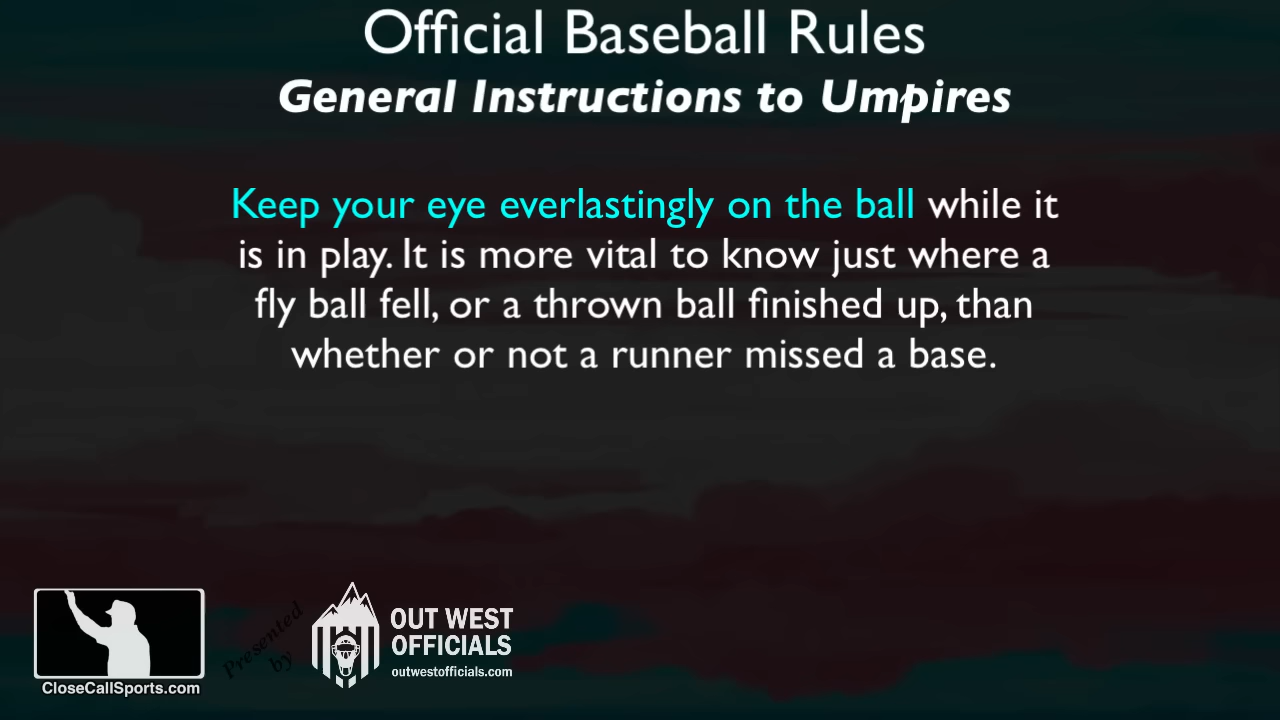 Official Baseball Rules
General Instructions to Umpires
Keep your eye everlastingly on the ball while it
is in play. It is more vital to know just where a
fly ball fell, or a thrown ball finished up, than
whether or not a runner missed a base.
CloseCallSports.com
Presented
by
OUT WEST
OFFICIALS
outwestofficials.com